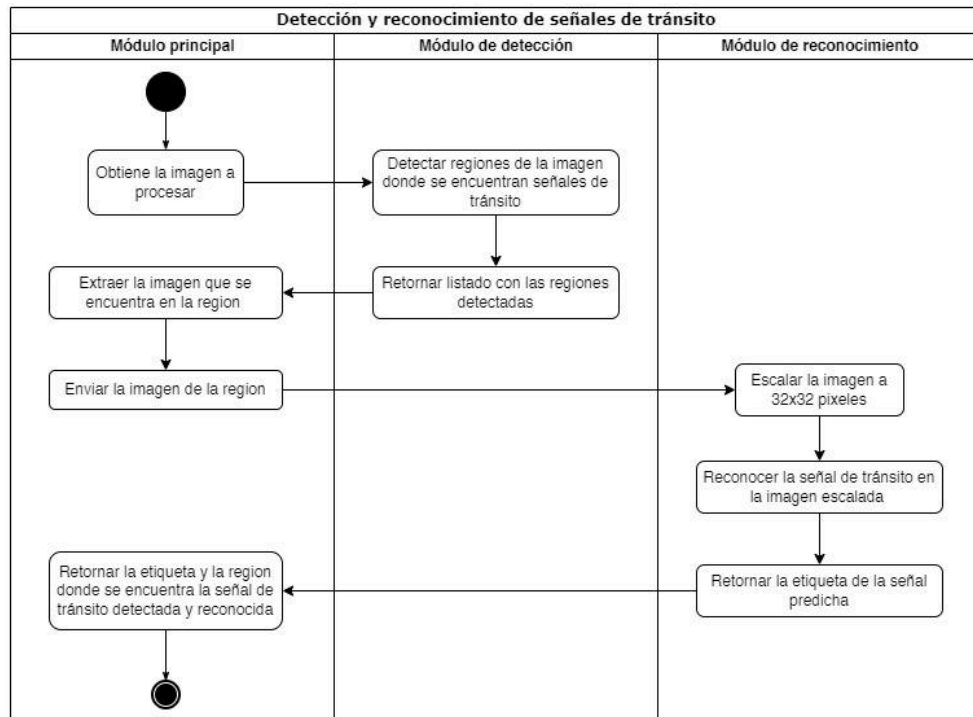 Detección y reconocimiento de señales de tránsito
Módulo principal
Módulo de detección
Módulo de reconocimiento
Obtiene la imagen a
procesar
Detectar regiones de la imagen
donde se encuentran señales de
tránsito
Extraer la imagen que se
encuentra en la region
Retornar listado con las regiones
detectadas
Enviar la imagen de la region
Escalar la imagen a
32x32 pixeles
Reconocer la señal de tránsito en
la imagen escalada
Retornar la etiqueta y la region
donde se encuentra la señal de
tránsito detectada y reconocida
Retornar la etiqueta de la señal
predicha